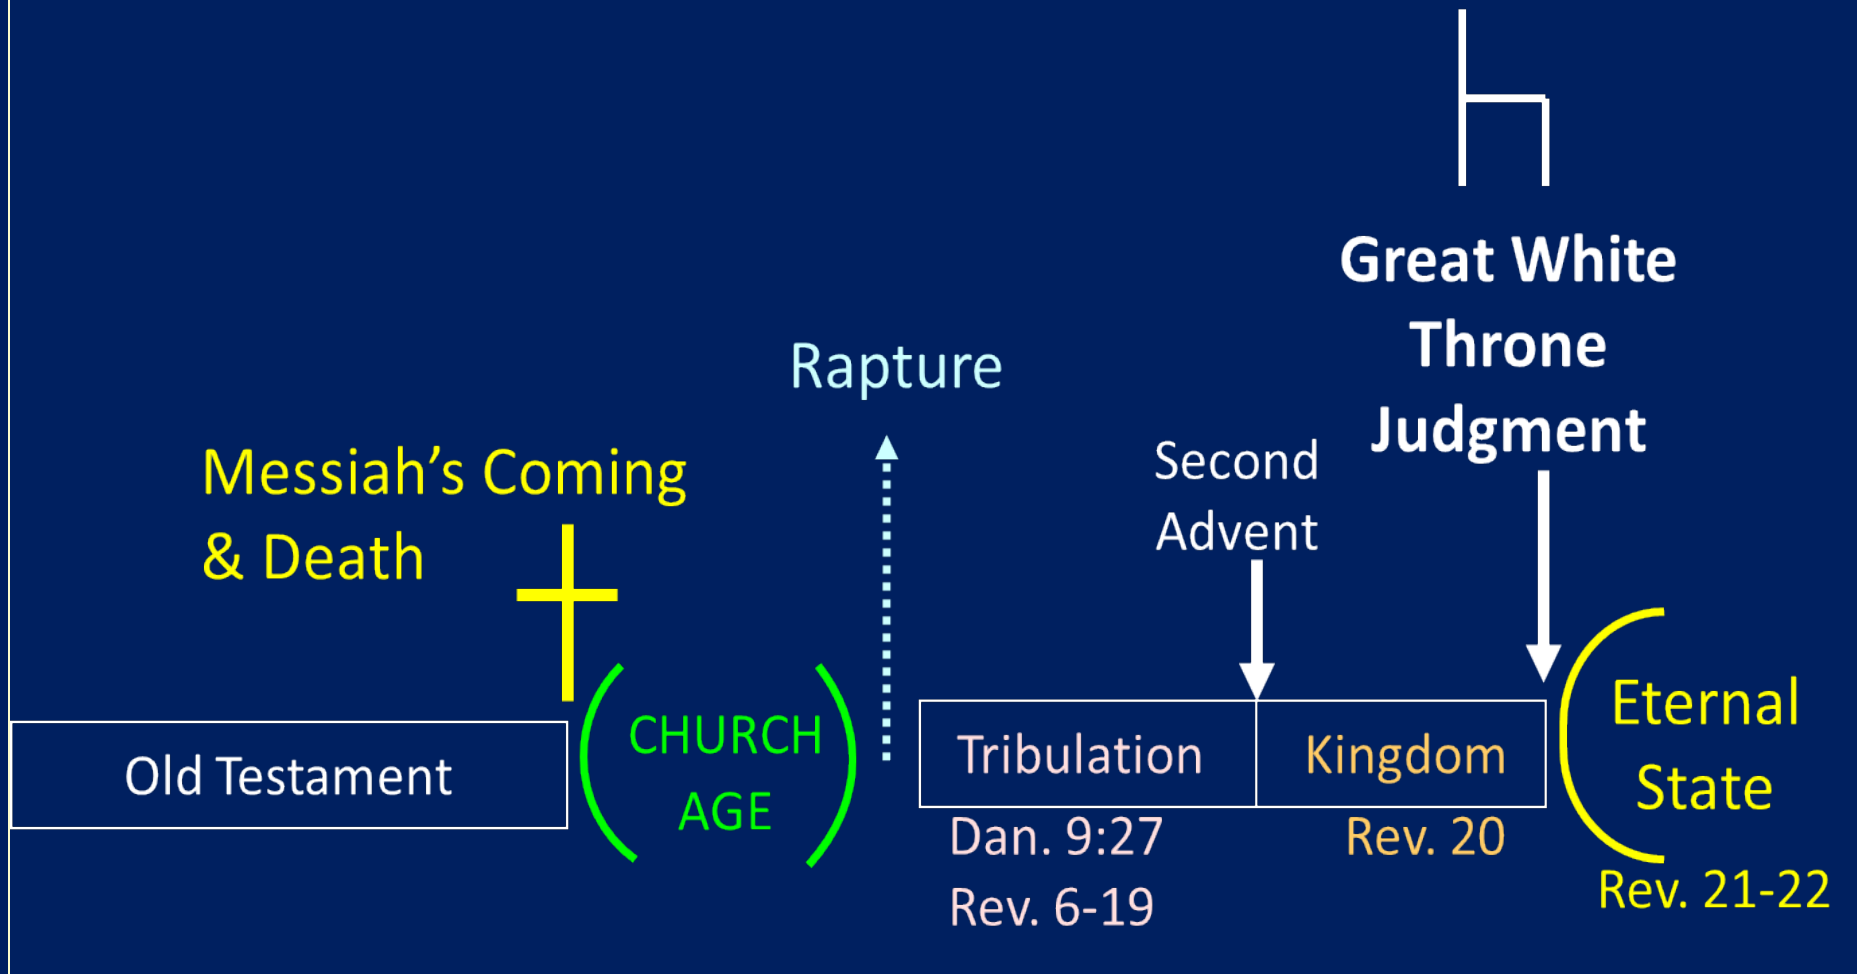 Great White
Throne
Judgment
Rapture
Second
Advent
Messiah’s Coming
& Death
Old Testament
CHURCH
AGE
Tribulation
Kingdom
Eternal
State
Dan. 9:27
Rev. 6-19
Rev. 20
Rev. 21-22